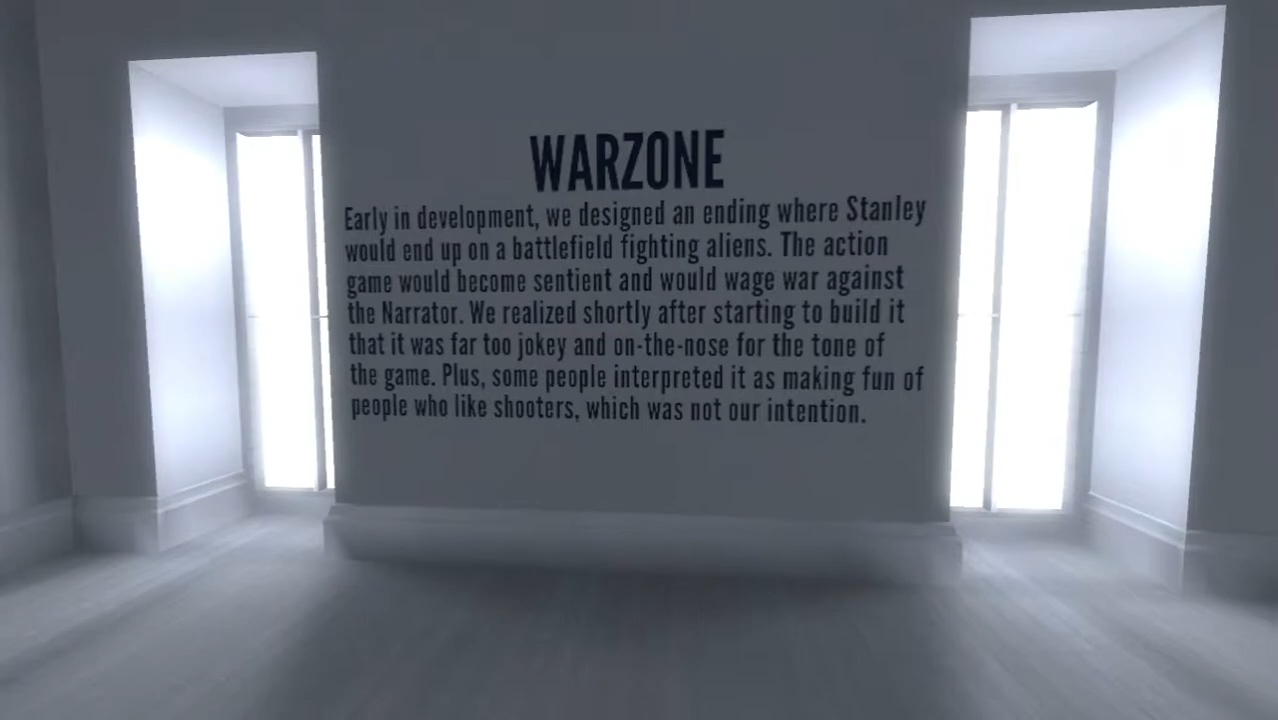 WARZONE
Early in development, we designed an ending where Stanley
would end up on a battlefield fighting aliens. The action
game would become sentient and would wage war against
the Narrator. We realized shortly after starting to build it
that it was far too jokey and on-the-nose for the tone of
the game. Plus, some people interpreted it as making fun of
people who like shooters, which was not our intention.